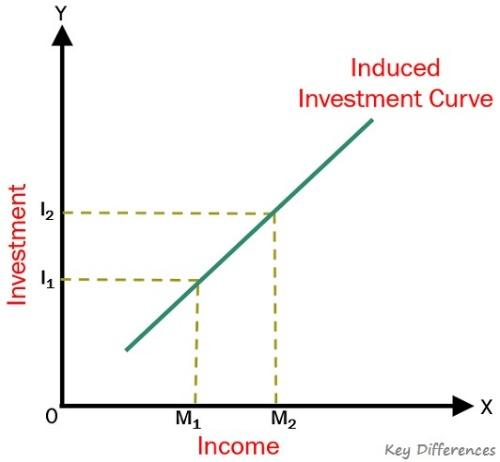 Y
Induced
Investment Curve
I₂
Investment
I₁
0
M₁
M₂
X
Income
Key Differences